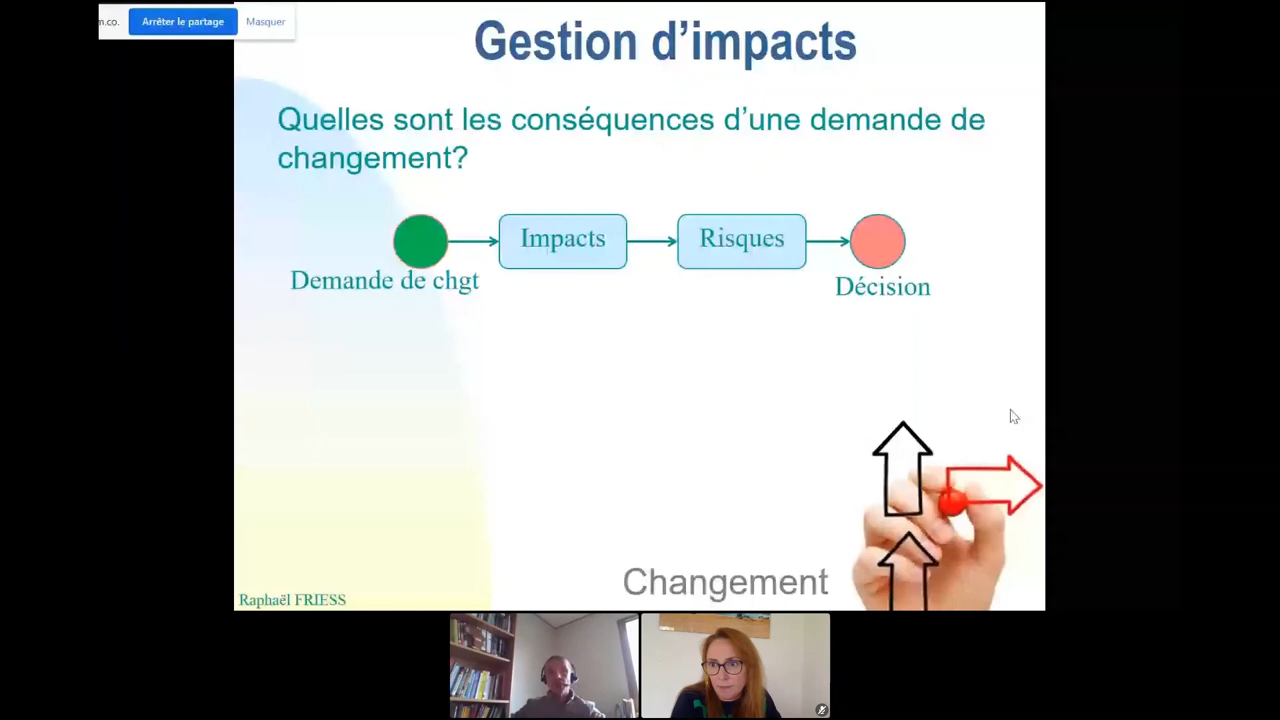 m.co.
Arrêter le partage
Masquer
Gestion d’impacts
Quelles sont les conséquences d’une demande de
changement?
Impacts
Risques
Demande de chgt
Décision
Changement
Raphaël FRIESS